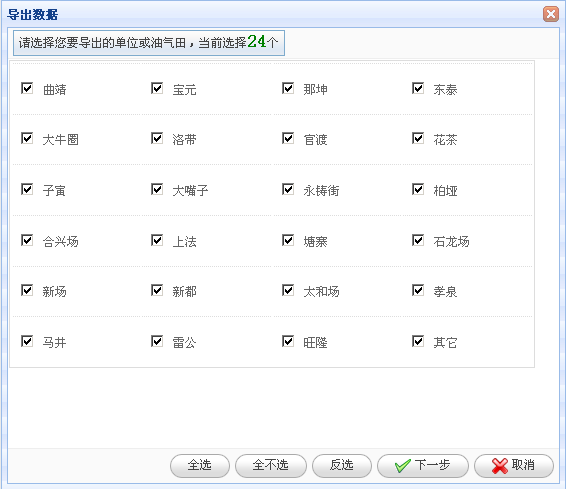 导出数据
请选择您要导出的单位或油气田，当前选择24个
曲靖 宝元 那坤 东泰
大牛圈 洛带 官渡 花茶
子寅 大嘴子 永祷街 柏垭
合兴场 上法 塘寨 石龙场
新场 新都 太和场 孝泉
马井 雷公 旺隆 其它
全选 全不选 反选 下一步 取消